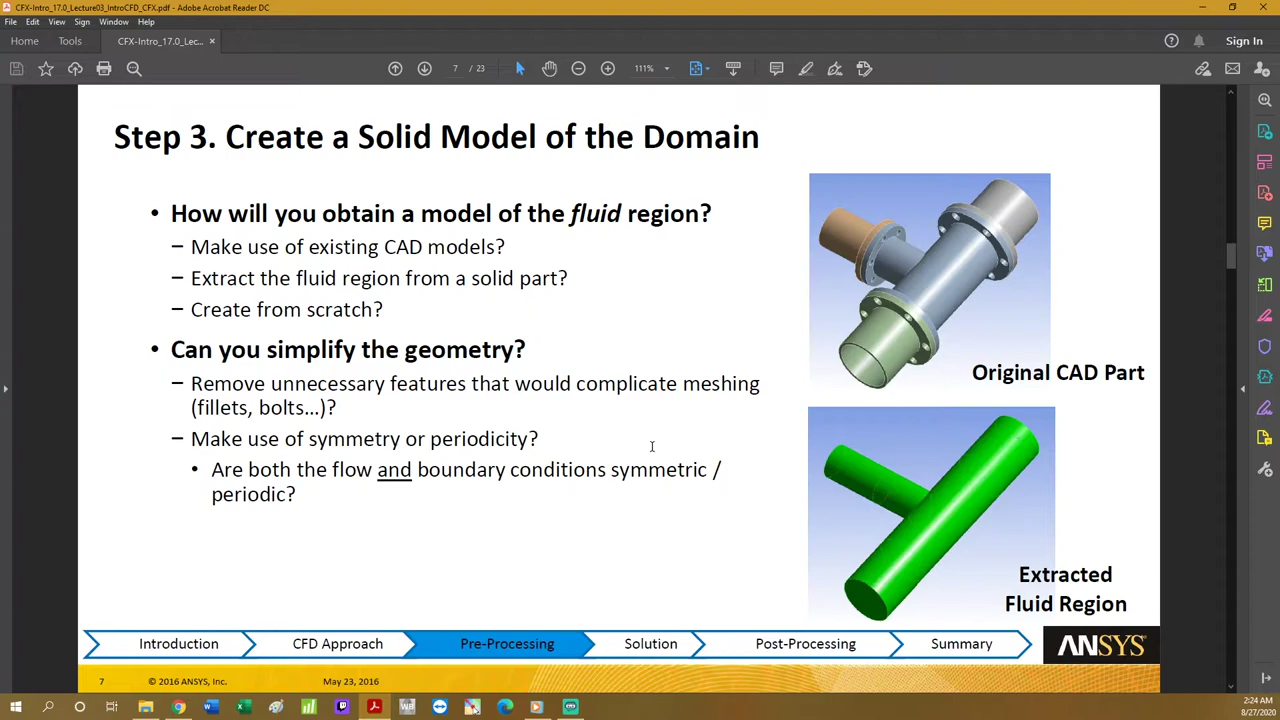 CFX-Intro_17.0_Lecture03_IntroCFD_CFX.pdf - Adobe Acrobat Reader DC
File Edit View Sign Window Help
Home Tools CFX-Intro_17.0_Lec... × Sign In
7 / 23 111%
Step 3. Create a Solid Model of the Domain
• How will you obtain a model of the fluid region?
– Make use of existing CAD models?
– Extract the fluid region from a solid part?
– Create from scratch?
• Can you simplify the geometry?
– Remove unnecessary features that would complicate meshing
(fillets, bolts…)?
– Make use of symmetry or periodicity?
• Are both the flow and boundary conditions symmetric /
periodic?
Original CAD Part
Extracted
Fluid Region
Introduction CFD Approach Pre-Processing Solution Post-Processing Summary
ANSYS
7 © 2016 ANSYS, Inc. May 23, 2016
WB
2:24 AM
8/27/2020